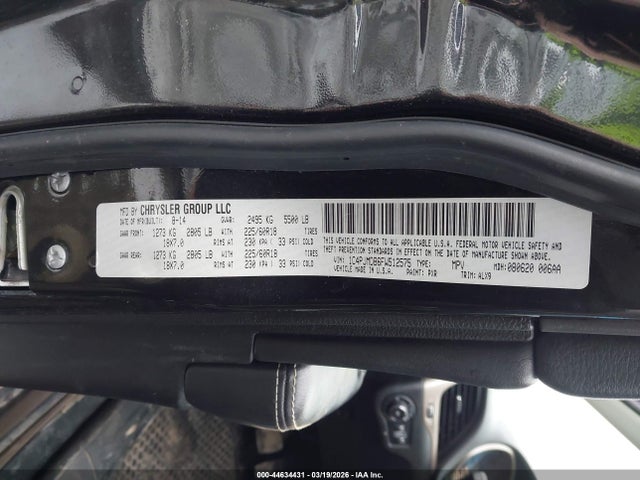 MFD BY CHRYSLER GROUP LLC
DATE OF MFR(BUILT): 8-14 GVWR: 2495 KG 5500 LB
GAWR FRONT: 1273 KG 2805 LB WITH 225/60R18 TIRES
18X7.0 RIMS AT 230 KPA ( 33 PSI) COLD
GAWR REAR: 1273 KG 2805 LB WITH 225/60R18 TIRES
18X7.0 RIMS AT 230 KPA ( 33 PSI) COLD
THIS VEHICLE CONFORMS TO ALL APPLICABLE U.S.A. FEDERAL MOTOR VEHICLE SAFETY,
BUMPER, AND THEFT PREVENTION STANDARDS IN EFFECT ON THE DATE OF MANUFACTURE SHOWN ABOVE.
VIN: 1C4PJMDB6FW512575 TYPE: MPV MDH: 080620 006AA
MADE IN U.S.A. PAINT: PXR TRIM: ALX9
00-44634431 - 03/19/2026 - IAA Inc.